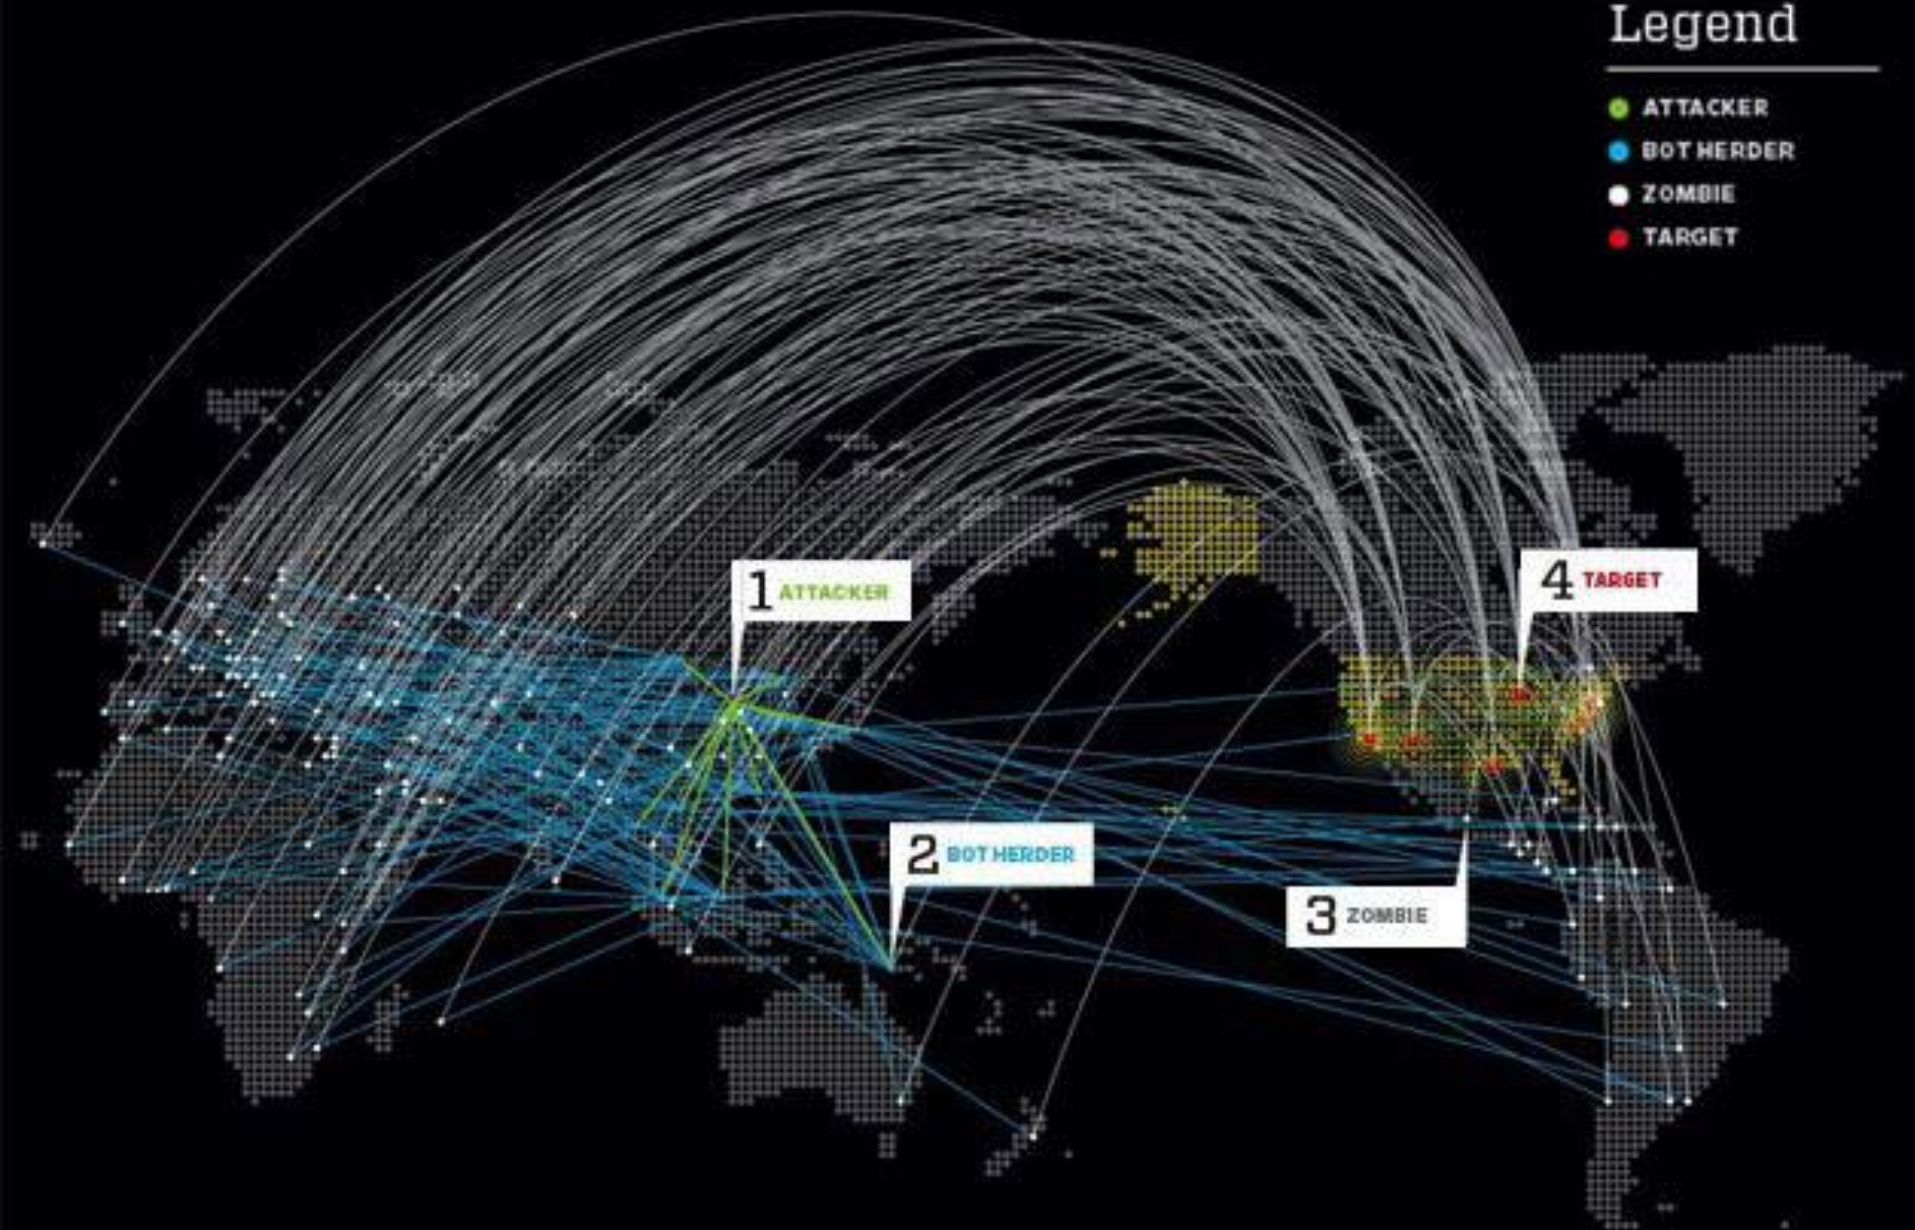 Legend
ATTACKER
BOT HERDER
ZOMBIE
TARGET
1 ATTACKER
4 TARGET
2 BOT HERDER
3 ZOMBIE